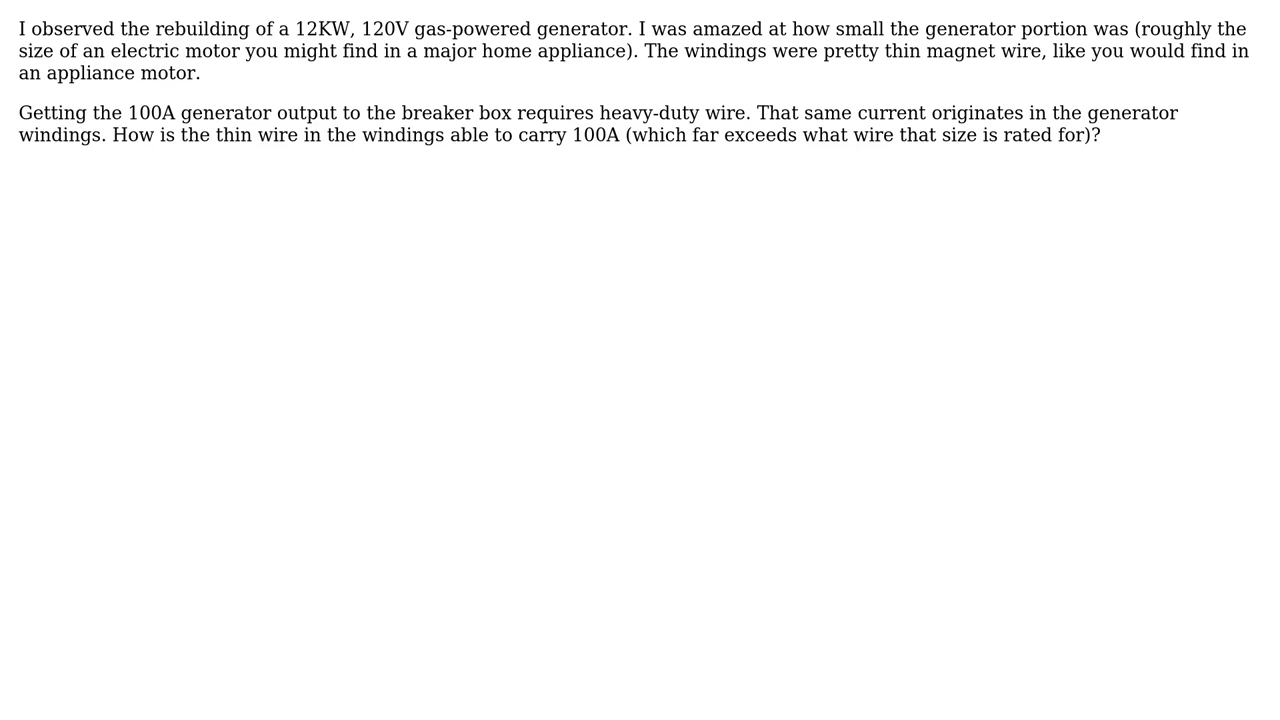 I observed the rebuilding of a 12KW, 120V gas-powered generator. I was amazed at how small the generator portion was (roughly the
size of an electric motor you might find in a major home appliance). The windings were pretty thin magnet wire, like you would find in
an appliance motor.
Getting the 100A generator output to the breaker box requires heavy-duty wire. That same current originates in the generator
windings. How is the thin wire in the windings able to carry 100A (which far exceeds what wire that size is rated for)?